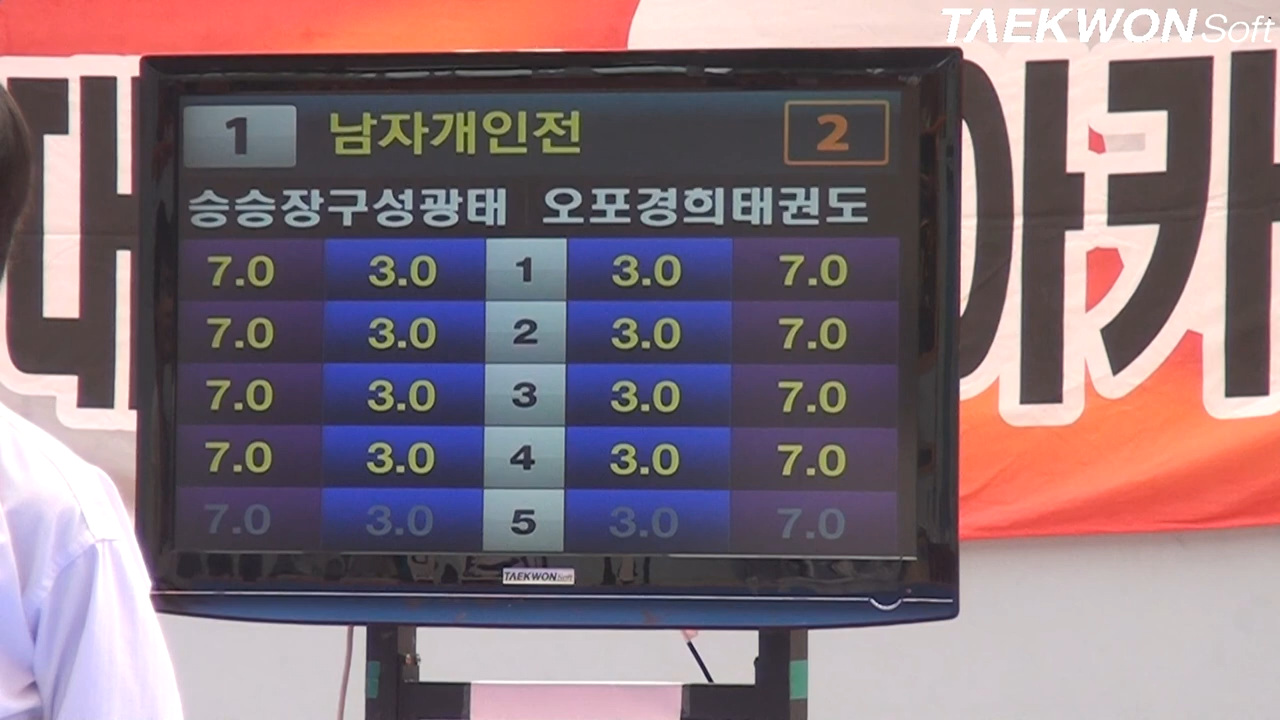 TAEKWON Soft
1 남자개인전 2
승승장구성광태 오포경희태권도
7.0 3.0 1 3.0 7.0
7.0 3.0 2 3.0 7.0
7.0 3.0 3 3.0 7.0
7.0 3.0 4 3.0 7.0
7.0 3.0 5 3.0 7.0
TAEKWONSoft